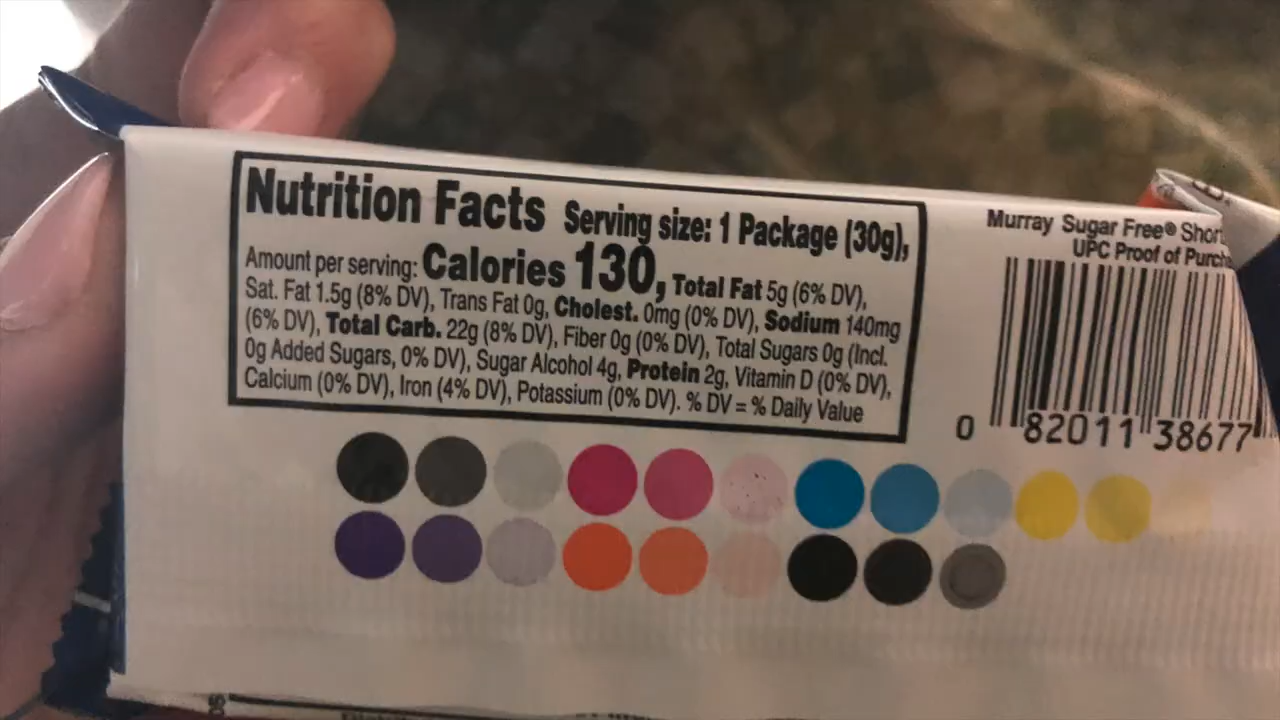 Nutrition Facts Serving size: 1 Package (30g),
Amount per serving: Calories 130, Total Fat 5g (6% DV),
Sat. Fat 1.5g (8% DV), Trans Fat 0g, Cholest. 0mg (0% DV), Sodium 140mg
(6% DV), Total Carb. 22g (8% DV), Fiber 0g (0% DV), Total Sugars 0g (Incl.
0g Added Sugars, 0% DV), Sugar Alcohol 4g, Protein 2g, Vitamin D (0% DV),
Calcium (0% DV), Iron (4% DV), Potassium (0% DV). % DV = % Daily Value
Murray Sugar Free® Short
UPC Proof of Purch
0 82011 38677